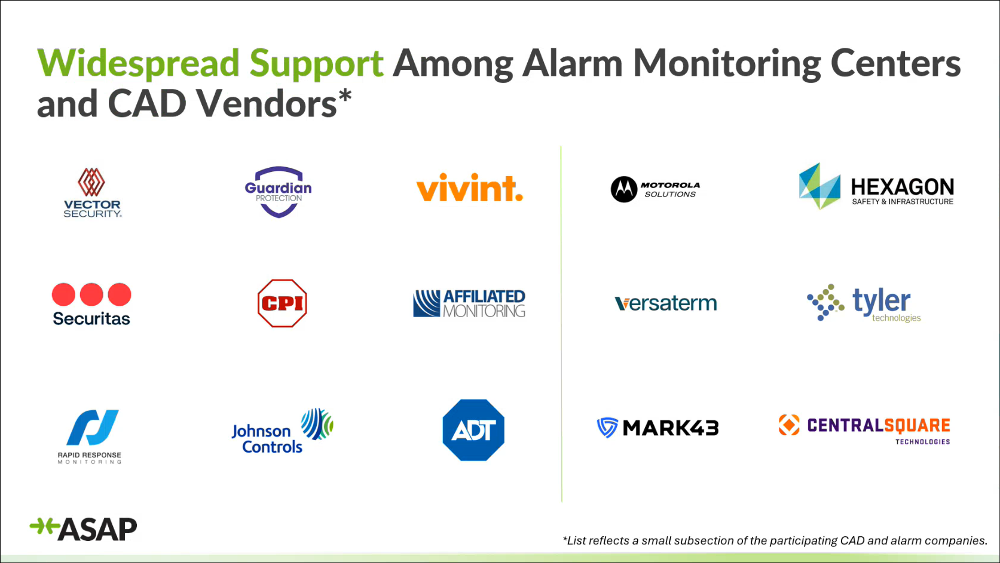 Widespread Support Among Alarm Monitoring Centers
and CAD Vendors*
VECTOR
SECURITY®
Guardian
PROTECTION
vivint.
MOTOROLA
SOLUTIONS
HEXAGON
SAFETY & INFRASTRUCTURE
Securitas
CPI
AFFILIATED
MONITORING
versaterm
tyler
technologies
RAPID RESPONSE
MONITORING
Johnson
Controls
ADT
MARK43
CENTRALSQUARE
TECHNOLOGIES
ASAP
*List reflects a small subsection of the participating CAD and alarm companies.